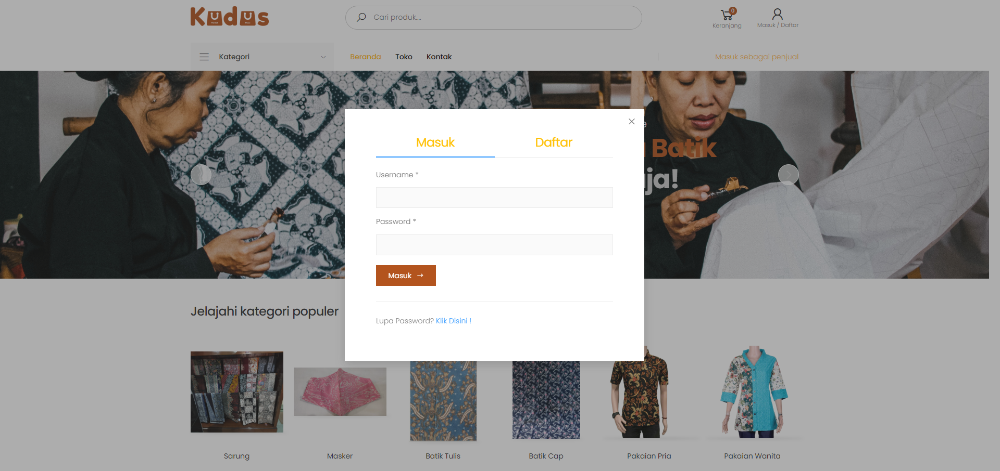 Kudus
Cari produk....
0
Keranjang
Masuk / Daftar
Kategori
Beranda
Toko
Kontak
Masuk sebagai penjual
Batik
ja!
Masuk
Daftar
Username *
Password *
Masuk →
Lupa Password? Klik Disini !
Jelajahi kategori populer
Sarung
Masker
Batik Tulis
Batik Cap
Pakaian Pria
Pakaian Wanita